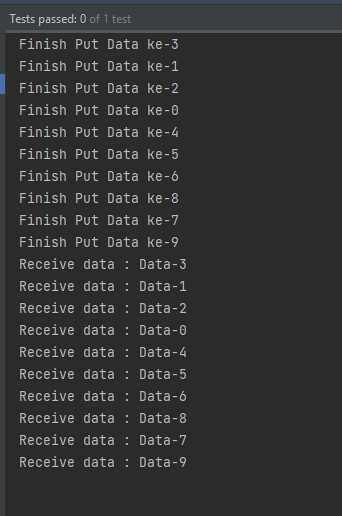 Tests passed: 0 of 1 test
Finish Put Data ke-3
Finish Put Data ke-1
Finish Put Data ke-2
Finish Put Data ke-0
Finish Put Data ke-4
Finish Put Data ke-5
Finish Put Data ke-6
Finish Put Data ke-8
Finish Put Data ke-7
Finish Put Data ke-9
Receive data : Data-3
Receive data : Data-1
Receive data : Data-2
Receive data : Data-0
Receive data : Data-4
Receive data : Data-5
Receive data : Data-6
Receive data : Data-8
Receive data : Data-7
Receive data : Data-9